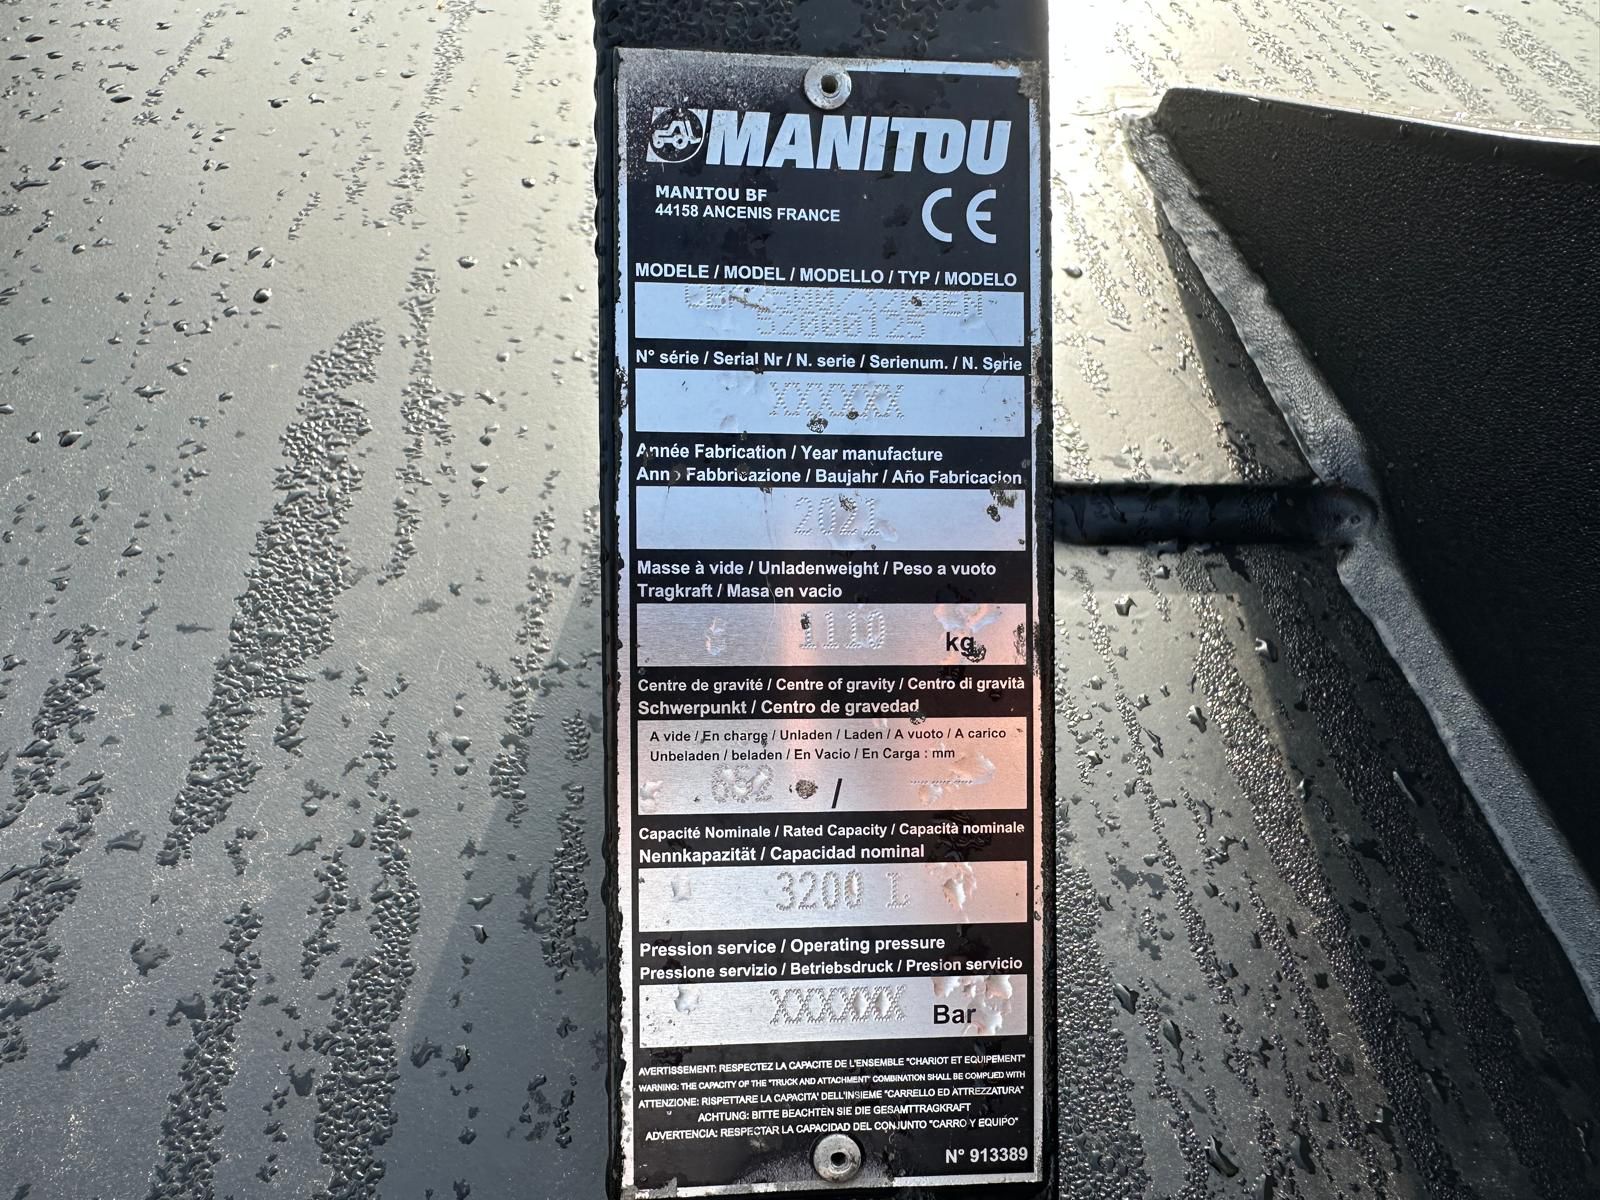 MANITOU
MANITOU BF
44158 ANCENIS FRANCE
CE
MODELE / MODEL / MODELLO / TYP / MODELO
520006125
N° série / Serial Nr / N. serie / Serienum. / N. Serie
XXXXXX
Année Fabrication / Year manufacture
Anno Fabbricazione / Baujahr / Año Fabricacion
2021
Masse à vide / Unladenweight / Peso a vuoto
Tragkraft / Masa en vacio
1110 kg
Centre de gravité / Centre of gravity / Centro di gravità
Schwerpunkt / Centro de gravedad
A vide / En charge / Unladen / Laden / A vuoto / A carico
Unbeladen / beladen / En Vacio / En Carga : mm
682 /
Capacité Nominale / Rated Capacity / Capacità nominale
Nennkapazität / Capacidad nominal
3200 L
Pression service / Operating pressure
Pressione servizio / Betriebsdruck / Presion servicio
XXXXXX Bar
AVERTISSEMENT: RESPECTEZ LA CAPACITE DE L'ENSEMBLE "CHARIOT ET EQUIPEMENT"
WARNING: THE CAPACITY OF THE "TRUCK AND ATTACHMENT" COMBINATION SHALL BE COMPLIED WITH
ATTENZIONE: RISPETTARE LA CAPACITA' DELL'INSIEME "CARRELLO ED ATTREZZATURA"
ACHTUNG: BITTE BEACHTEN SIE DIE GESAMTTRAGKRAFT
ADVERTENCIA: RESPECTAR LA CAPACIDAD DEL CONJUNTO "CARRO Y EQUIPO"
N° 913389